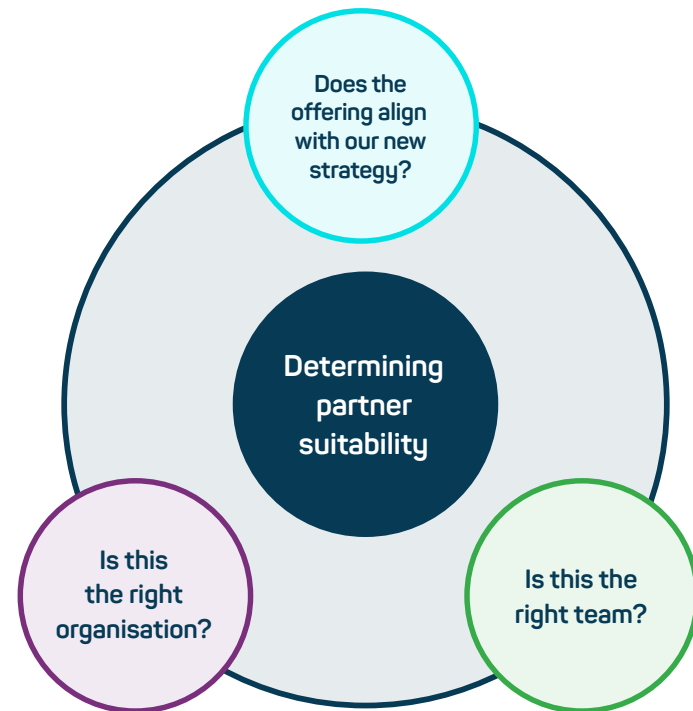 Does the
offering align
with our new
strategy?
Determining
partner
suitability
Is this
the right
organisation?
Is this the
right team?